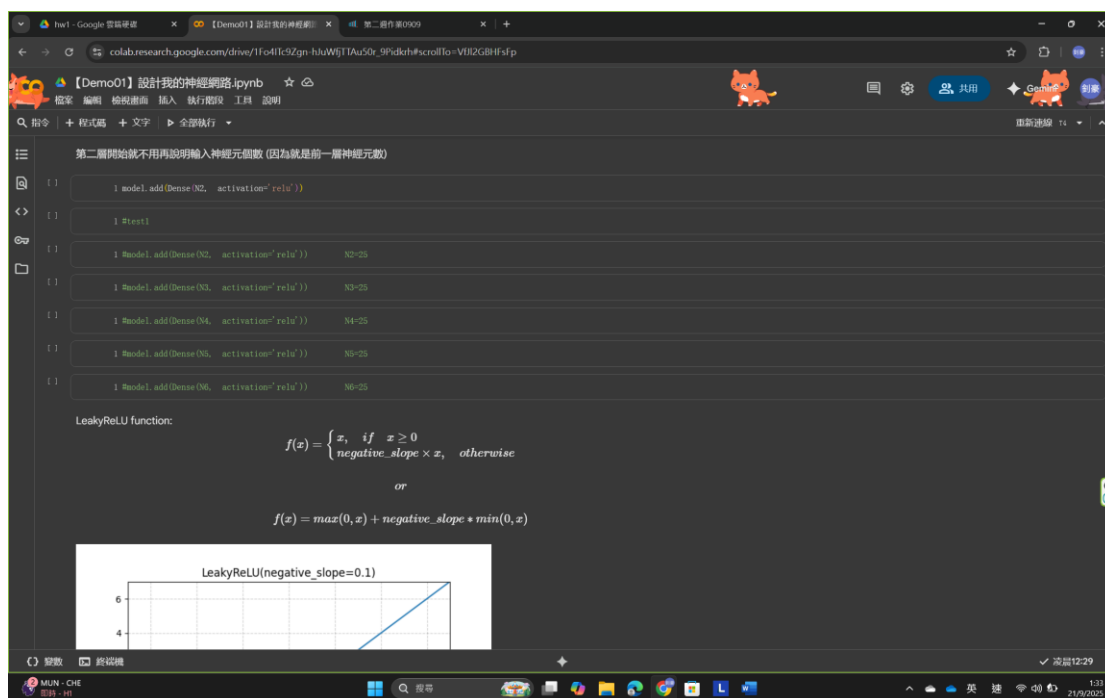 hw1 - Google 雲端硬碟
【Demo01】設計我的神經網路
第二週作業0909
colab.research.google.com/drive/1Fo4ITc9Zgn-hJuWfjTTAu50r_9Pidkrh#scrollTo=VfJl2GBHFsFp
【Demo01】設計我的神經網路.ipynb
檔案 編輯 檢視畫面 插入 執行階段 工具 說明
共用
Gemini
指令 + 程式碼 + 文字 全部執行
重新連線 T4
第二層開始就不用再說明輸入神經元個數 (因為就是前一層神經元數)
[ ] 1 model.add(Dense(N2, activation='relu'))
[ ] 1 #test1
[ ] 1 #model.add(Dense(N2, activation='relu')) N2=25
[ ] 1 #model.add(Dense(N3, activation='relu')) N3=25
[ ] 1 #model.add(Dense(N4, activation='relu')) N4=25
[ ] 1 #model.add(Dense(N5, activation='relu')) N5=25
[ ] 1 #model.add(Dense(N6, activation='relu')) N6=25
LeakyReLU function:
f(x) = { x, if x ≥ 0
negative_slope × x, otherwise
or
f(x) = max(0, x) + negative_slope * min(0, x)
LeakyReLU(negative_slope=0.1)
6
4
變數 終端機
凌晨12:29
2
MUN - CHE
即時 - H1
搜尋
英
1:33
21/9/2025